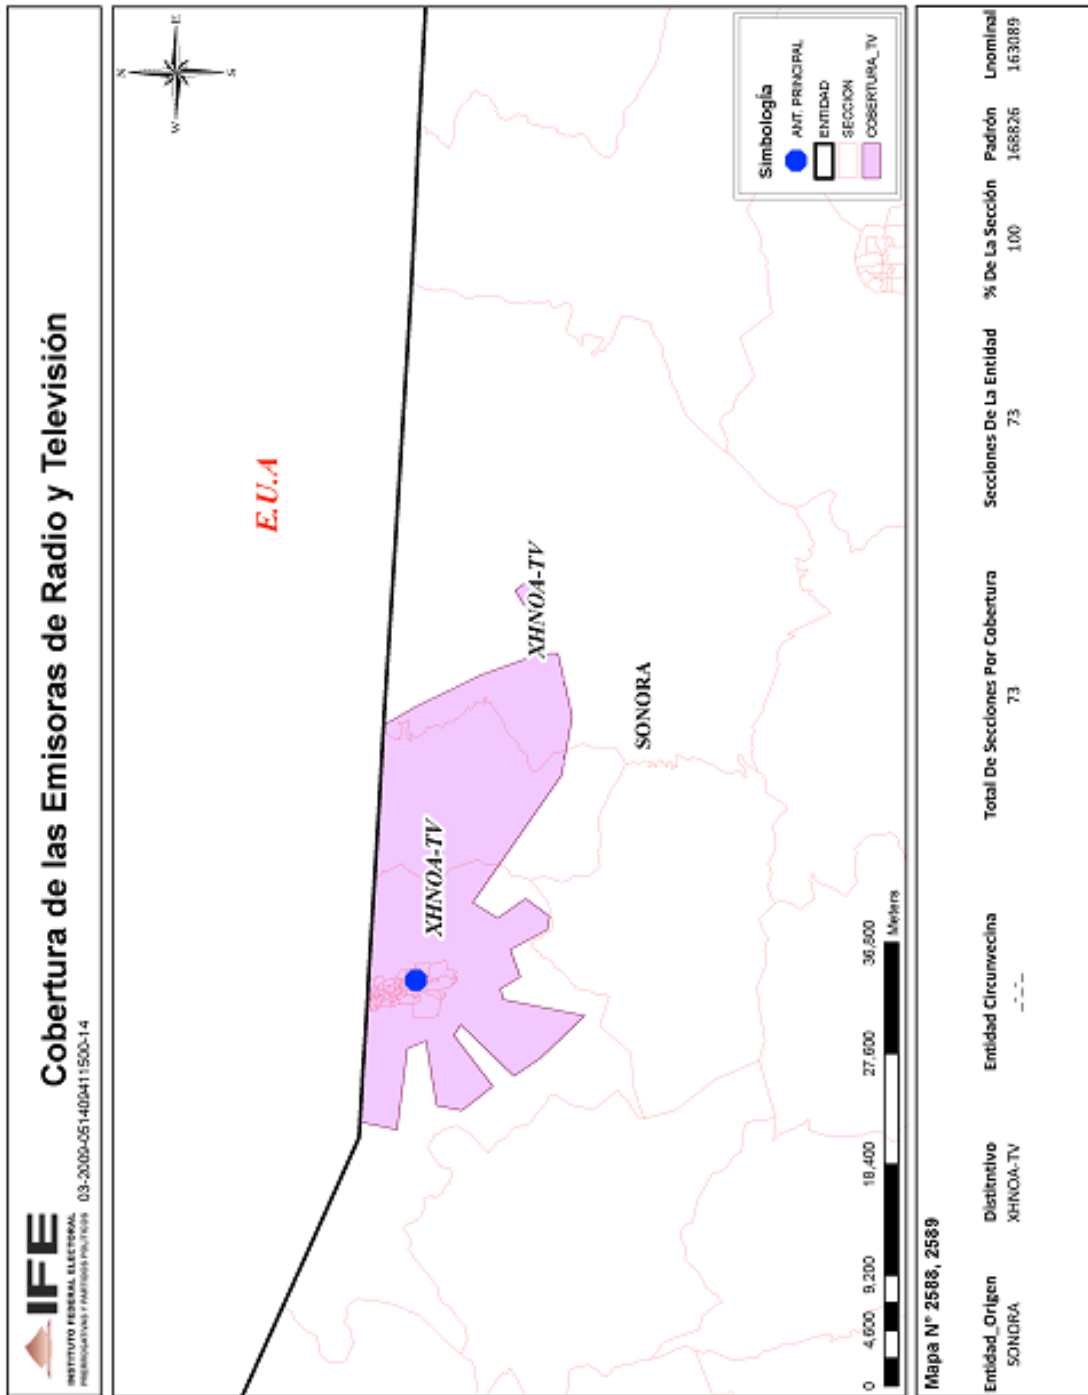 Cobertura de las Emisoras de Radio y Televisión
IFE
INSTITUTO FEDERAL ELECTORAL
PRERROGATIVAS Y PARTIDOS POLITICOS
03-2009-051409411500-14
N
W
E
S
E.U.A
XHNOA-TV
XHNOA-TV
SONORA
Simbología
ANT. PRINCIPAL
ENTIDAD
SECCION
COBERTURA_TV
0 4,600 9,200 18,400 27,600 36,800
Meters
Mapa N° 2588, 2589
Entidad_Origen Distitntivo Entidad Circunvecina Total De Secciones Por Cobertura Secciones De La Entidad % De La Sección Padrón Lnominal
SONORA XHNOA-TV _-_-_ 73 73 100 168826 163089